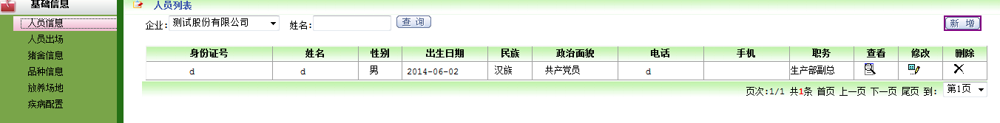 基础信息
人员信息
人员出场
猪舍信息
品种信息
放养场地
疾病配置
人员列表
企业: 测试股份有限公司 姓名: 查 询 新 增
身份证号 姓名 性别 出生日期 民族 政治面貌 电话 手机 职务 查看 修改 删除
d d 男 2014-06-02 汉族 共产党员 d 生产部副总
页次:1/1 共1条 首页 上一页 下一页 尾页 到: 第1页